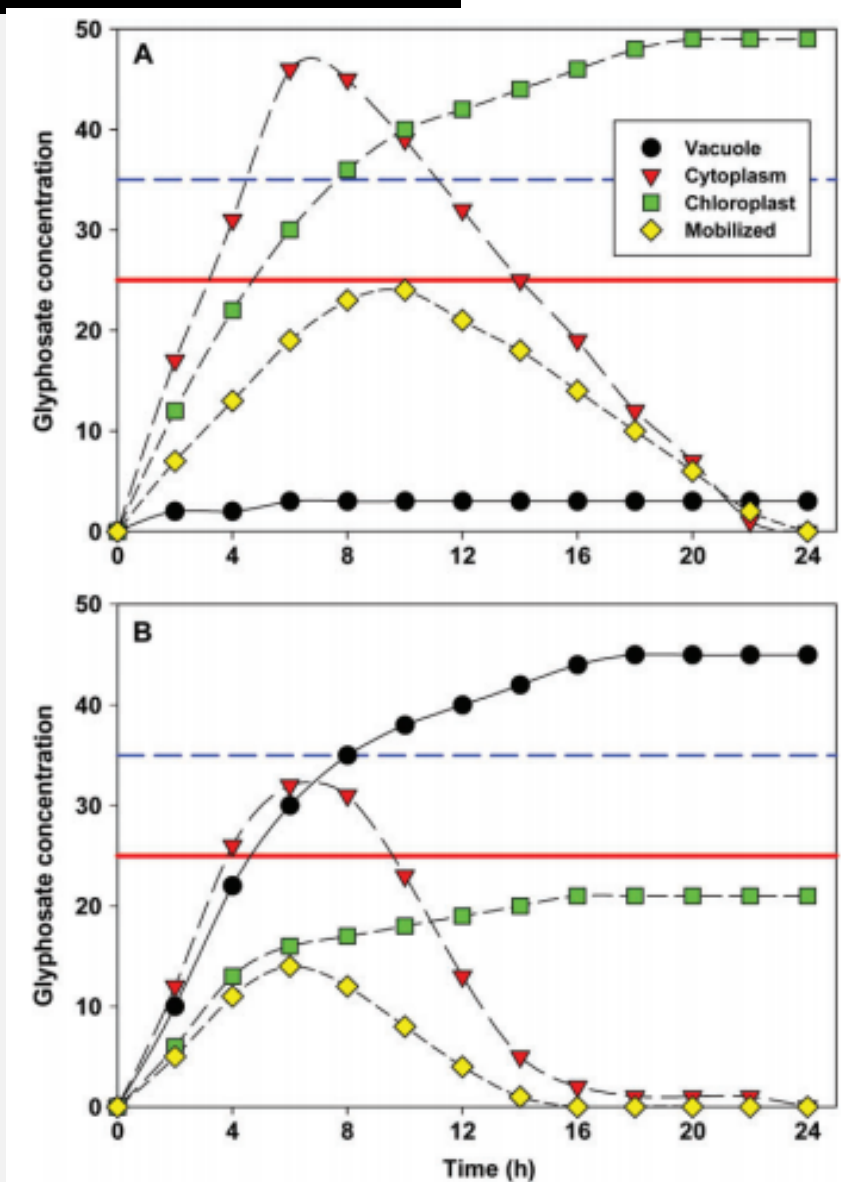 A
50
40
30
20
10
0
Glyphosate concentration
Vacuole
Cytoplasm
Chloroplast
Mobilized
0 4 8 12 16 20 24
B
50
40
30
20
10
0
Glyphosate concentration
0 4 8 12 16 20 24
Time (h)